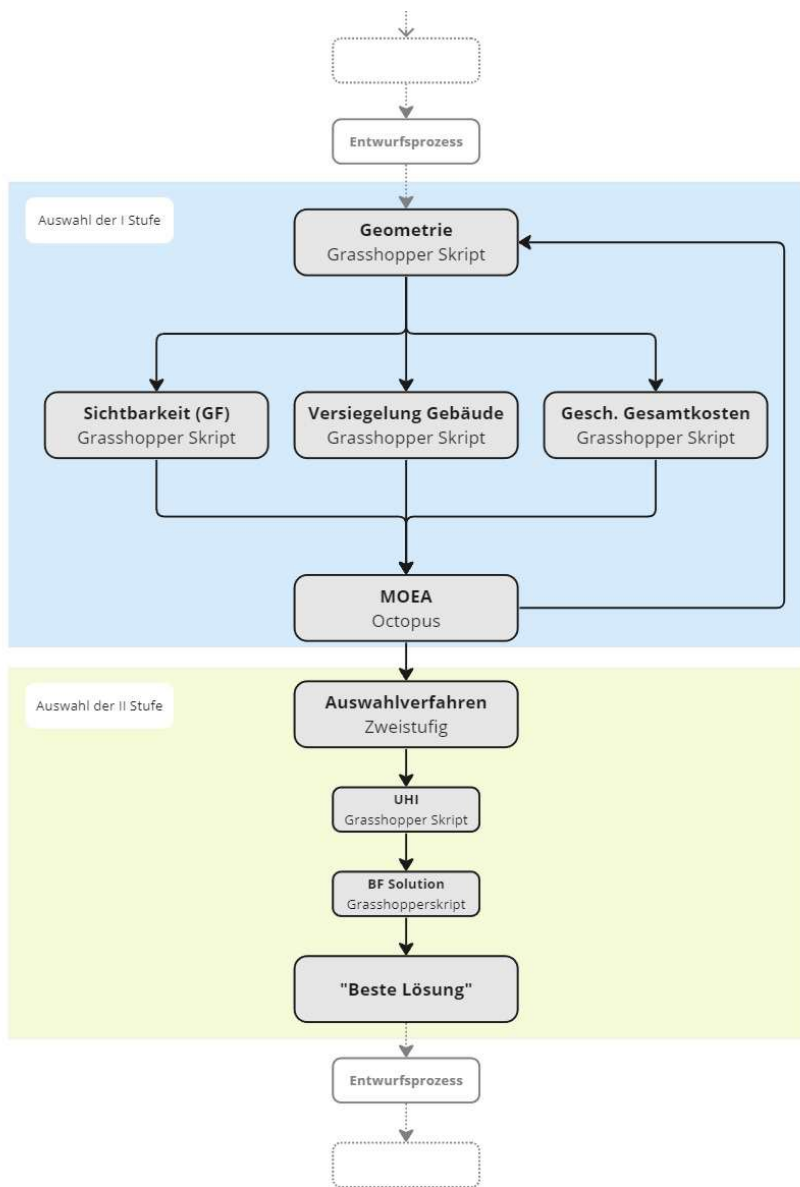 Entwurfsprozess
Auswahl der I Stufe
Geometrie
Grasshopper Skript
Sichtbarkeit (GF)
Grasshopper Skript
Versiegelung Gebäude
Grasshopper Skript
Gesch. Gesamtkosten
Grasshopper Skript
MOEA
Octopus
Auswahl der II Stufe
Auswahlverfahren
Zweistufig
UHI
Grasshopper Skript
BF Solution
Grasshopperskript
"Beste Lösung"
Entwurfsprozess